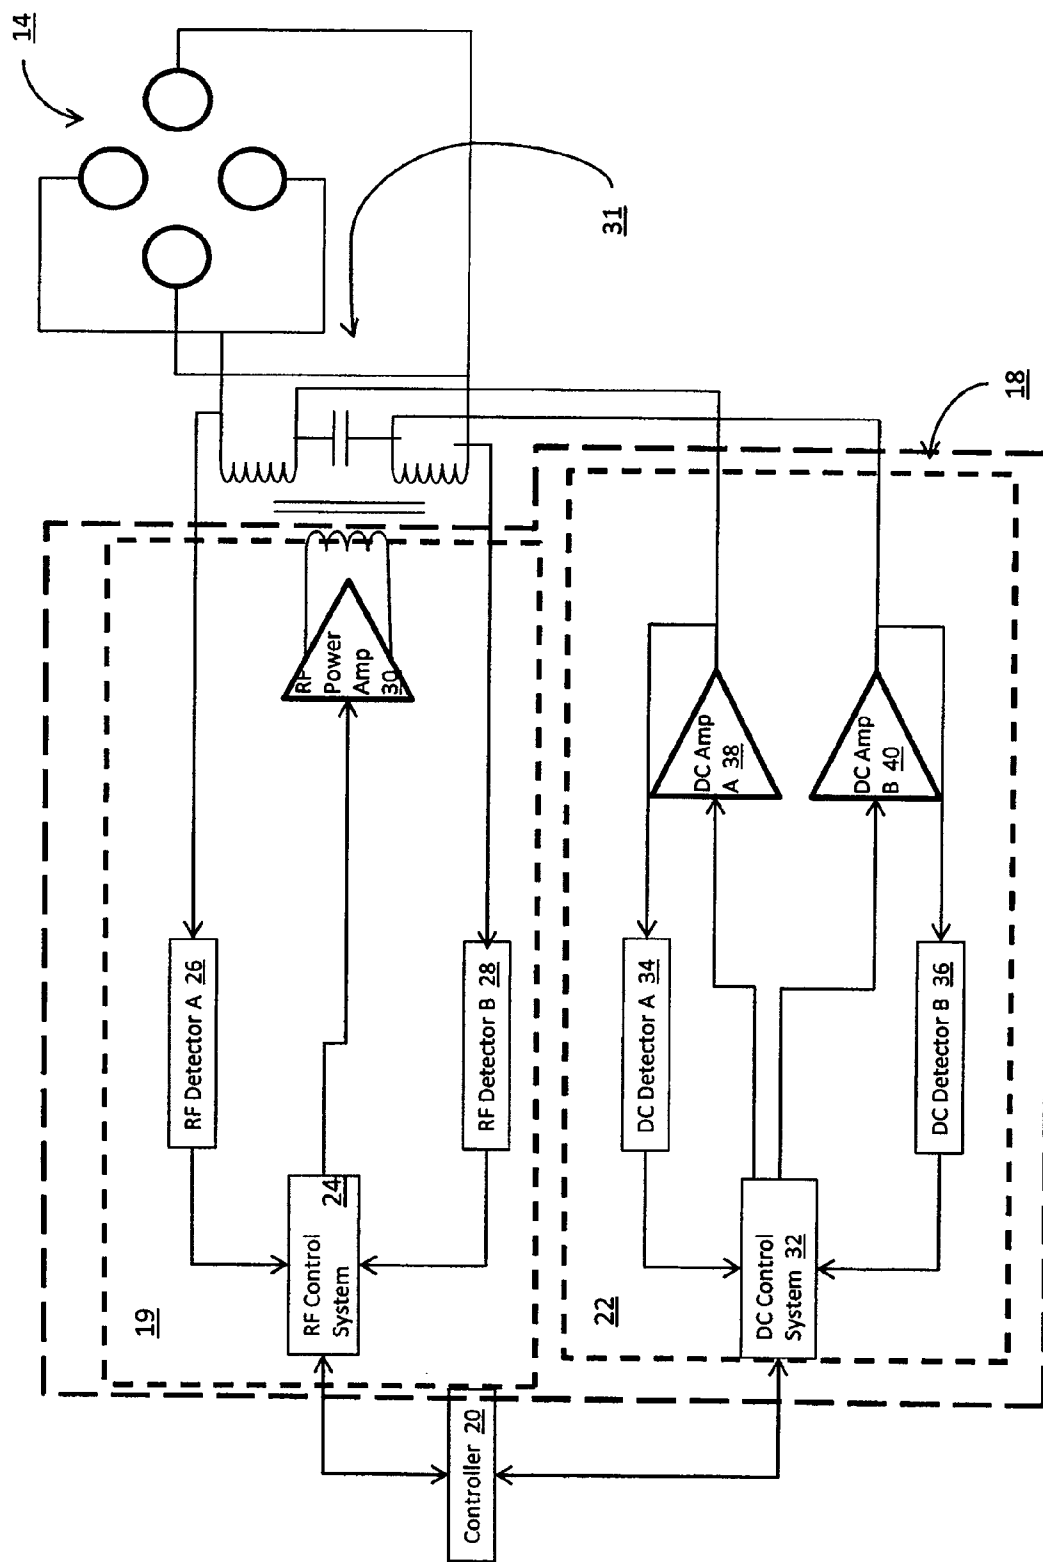 14
31
18
19
22
RF Detector A 26
RF Control
System
24
RF Detector B 28
RF
Power
Amp
30
Controller 20
DC Detector A 34
DC Control
System 32
DC Detector B 36
DC Amp
A 38
DC Amp
B 40